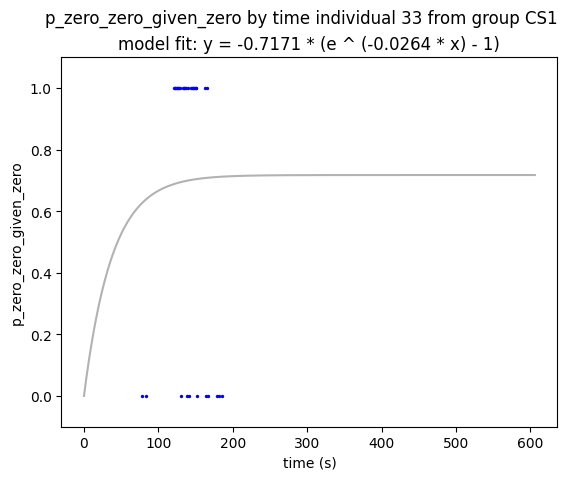 p_zero_zero_given_zero by time individual 33 from group CS1
model fit: y = -0.7171 * (e ^ (-0.0264 * x) - 1)
1.0
0.8
0.6
0.4
0.2
0.0
p_zero_zero_given_zero
0 100 200 300 400 500 600
time (s)